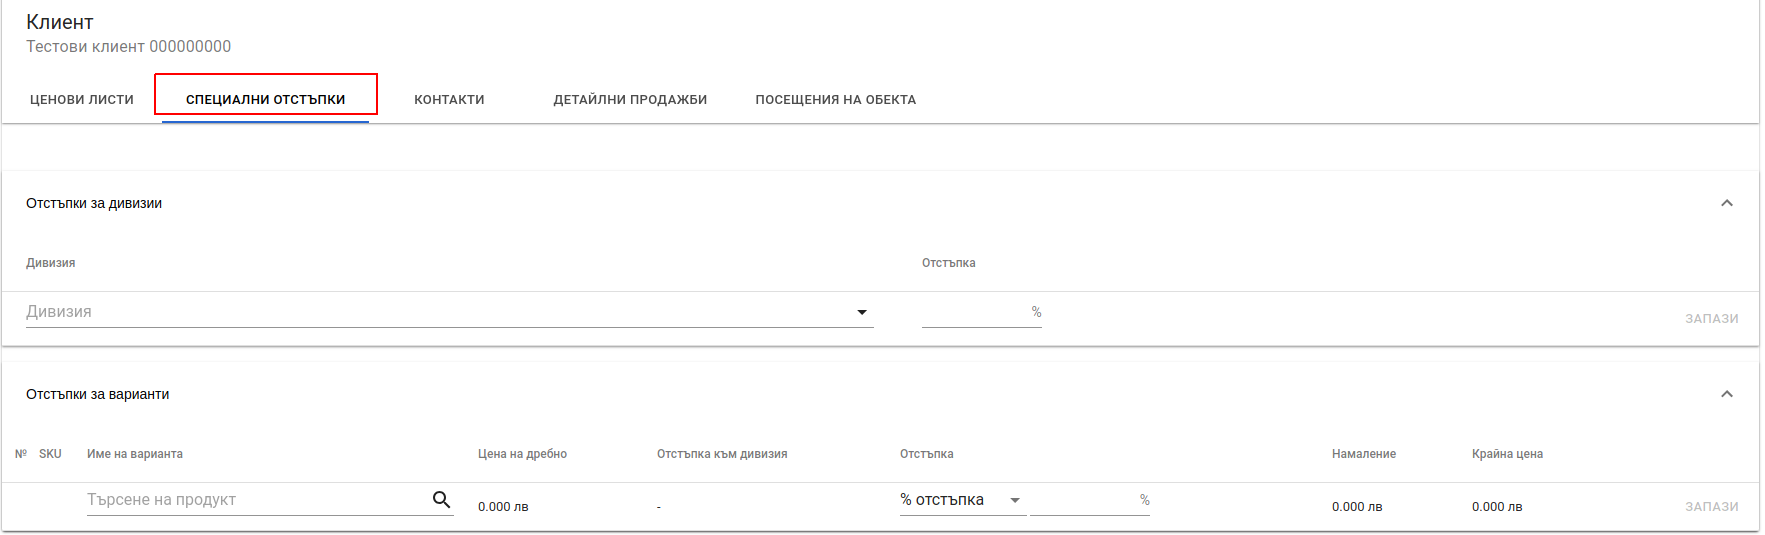 Клиент
Тестови клиент 000000000
ЦЕНОВИ ЛИСТИ СПЕЦИАЛНИ ОТСТЪПКИ КОНТАКТИ ДЕТАЙЛНИ ПРОДАЖБИ ПОСЕЩЕНИЯ НА ОБЕКТА
Отстъпки за дивизии
Дивизия Отстъпка
Дивизия %
ЗАПАЗИ
Отстъпки за варианти
№ SKU Име на варианта Цена на дребно Отстъпка към дивизия Отстъпка Намаление Крайна цена
Търсене на продукт 0.000 лв - % отстъпка % 0.000 лв 0.000 лв ЗАПАЗИ